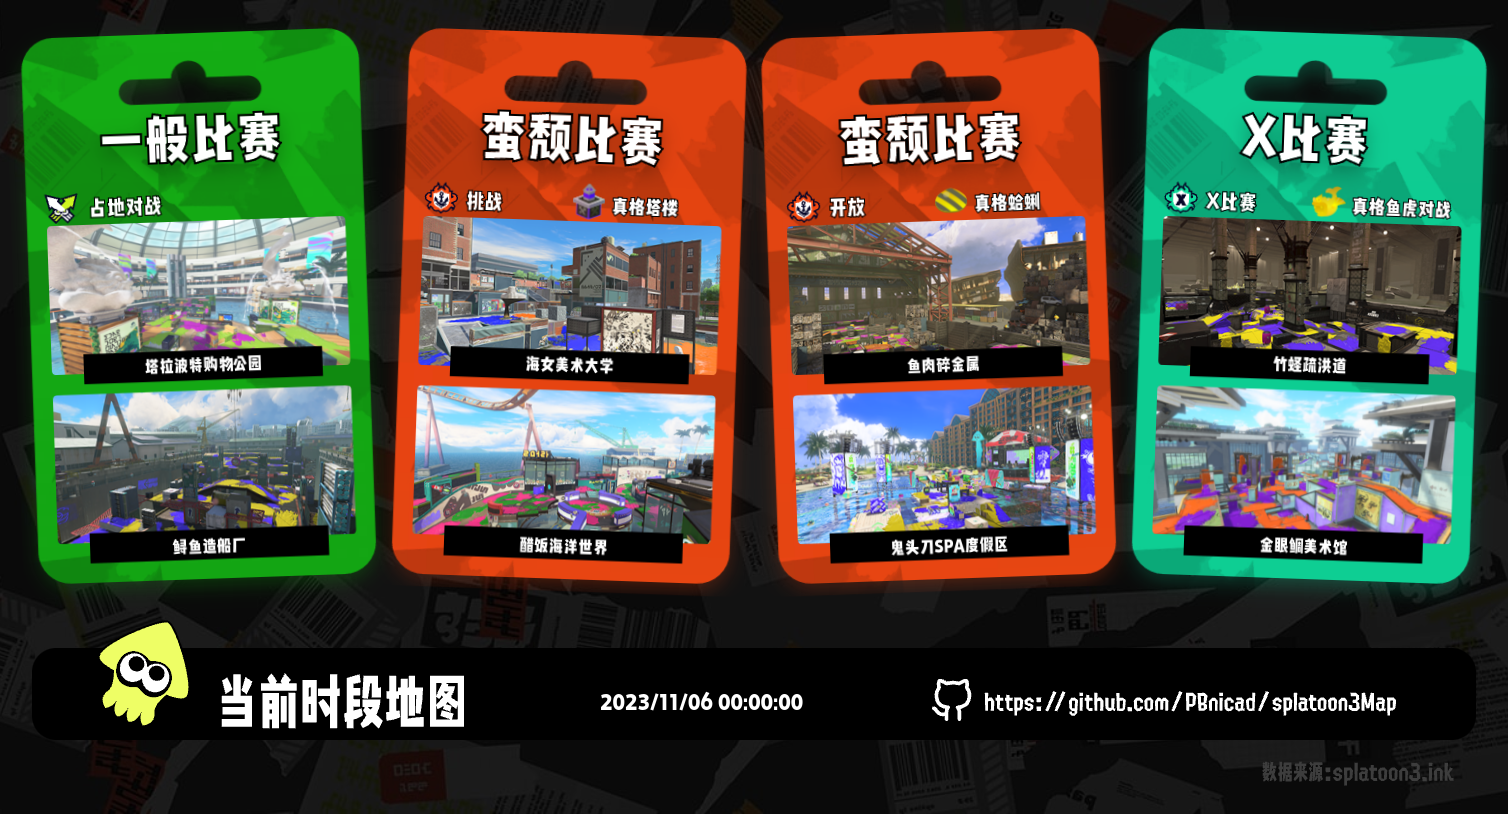 一般比赛
占地对战
塔拉波特购物公园
鲟鱼造船厂
蛮颓比赛
挑战
真格塔楼
海女美术大学
醋饭海洋世界
蛮颓比赛
开放
真格蛤蜊
鱼肉碎金属
鬼头刀SPA度假区
X比赛
X比赛
真格鱼虎对战
竹蛏疏洪道
金眼鲷美术馆
当前时段地图
2023/11/06 00:00:00
https://github.com/PBnicad/splatoon3Map
数据来源:splatoon3.ink